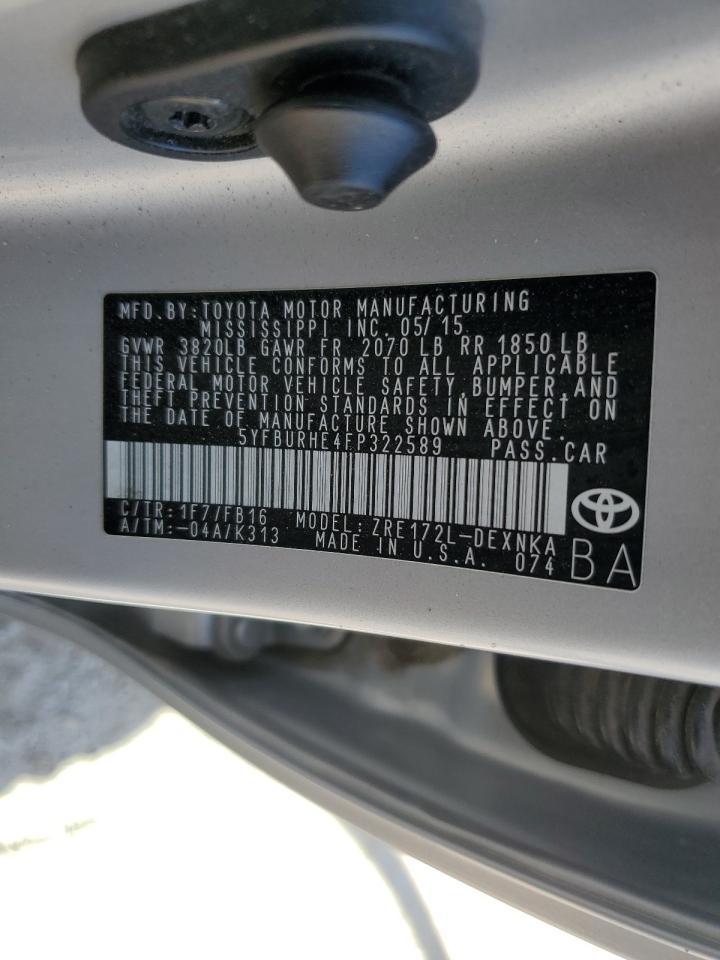 MFD.BY:TOYOTA MOTOR MANUFACTURING
MISSISSIPPI INC.05/15
GVWR 3820LB GAWR FR 2070 LB RR 1850LB
THIS VEHICLE CONFORMS TO ALL APPLICABLE
FEDERAL MOTOR VEHICLE SAFETY,BUMPER,AND
THEFT PREVENTION STANDARDS IN EFFECT ON
THE DATE OF MANUFACTURE SHOWN ABOVE.
5YFBURHE4FP322589 PASS.CAR
C/TR:1F7/FB16 MODEL: ZRE172L-DEXNKA
A/TM:-04A/K313 MADE IN U.S.A. 074
BA